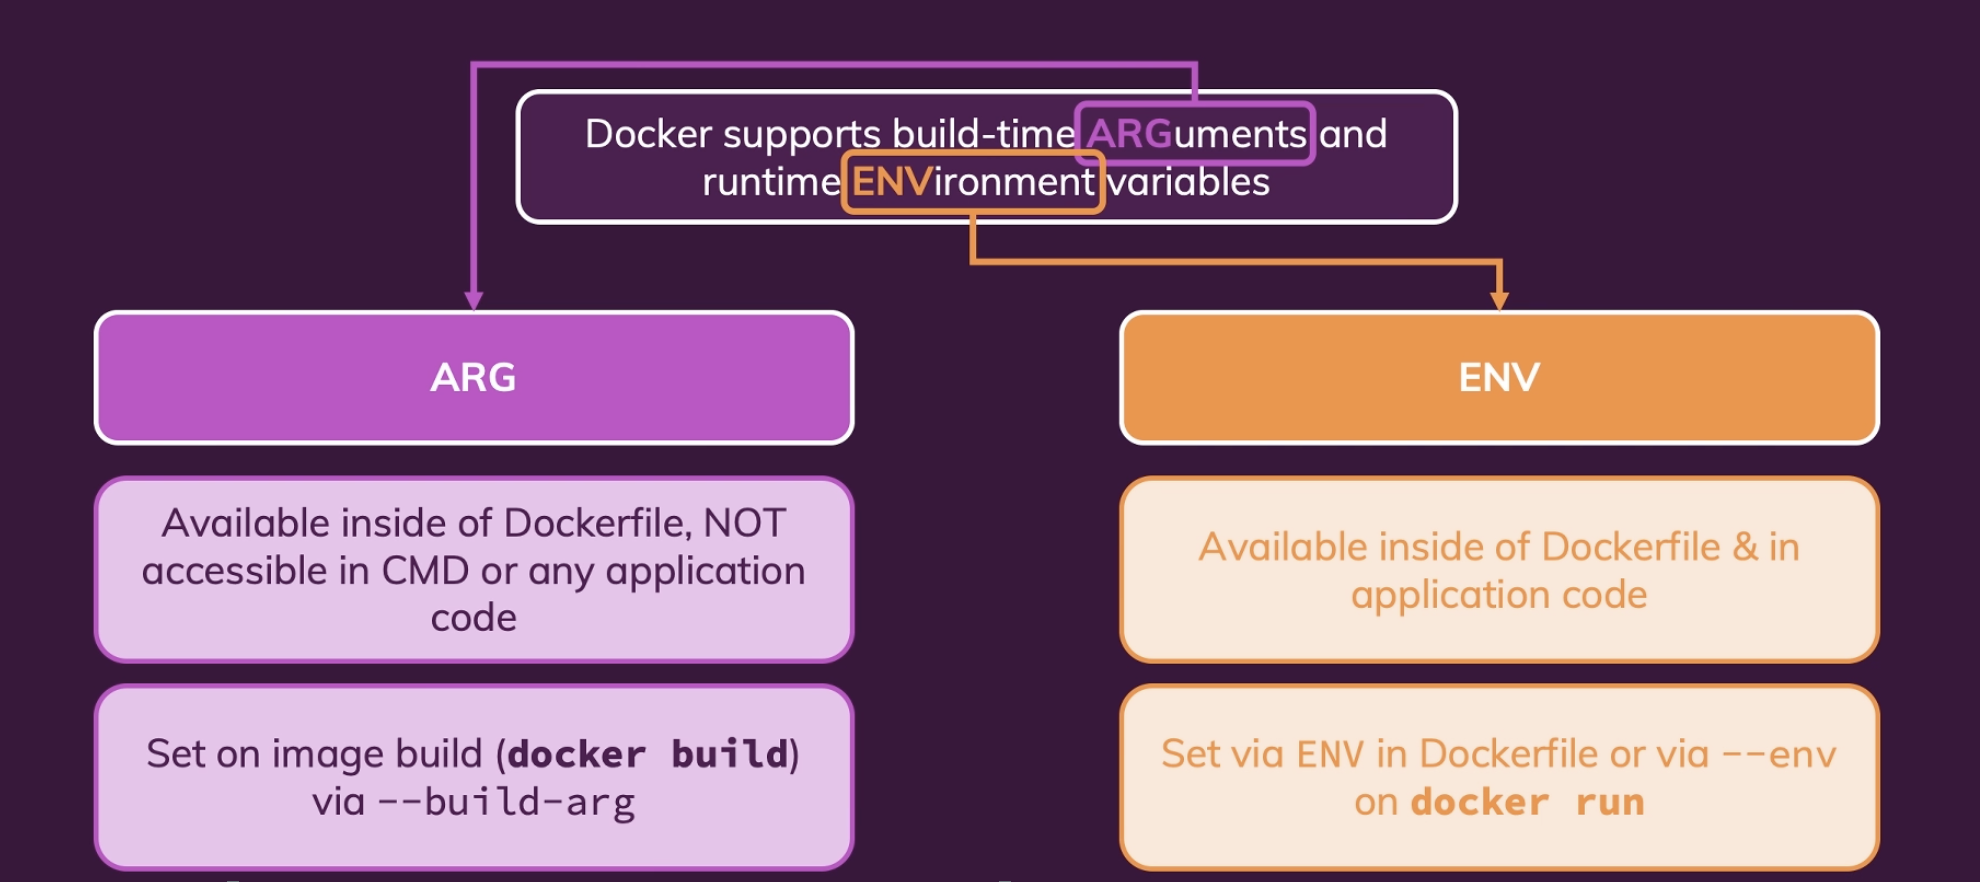 Docker supports build-time ARGuments and
runtime ENVironment variables
ARG
Available inside of Dockerfile, NOT
accessible in CMD or any application
code
Set on image build (docker build)
via --build-arg
ENV
Available inside of Dockerfile & in
application code
Set via ENV in Dockerfile or via --env
on docker run